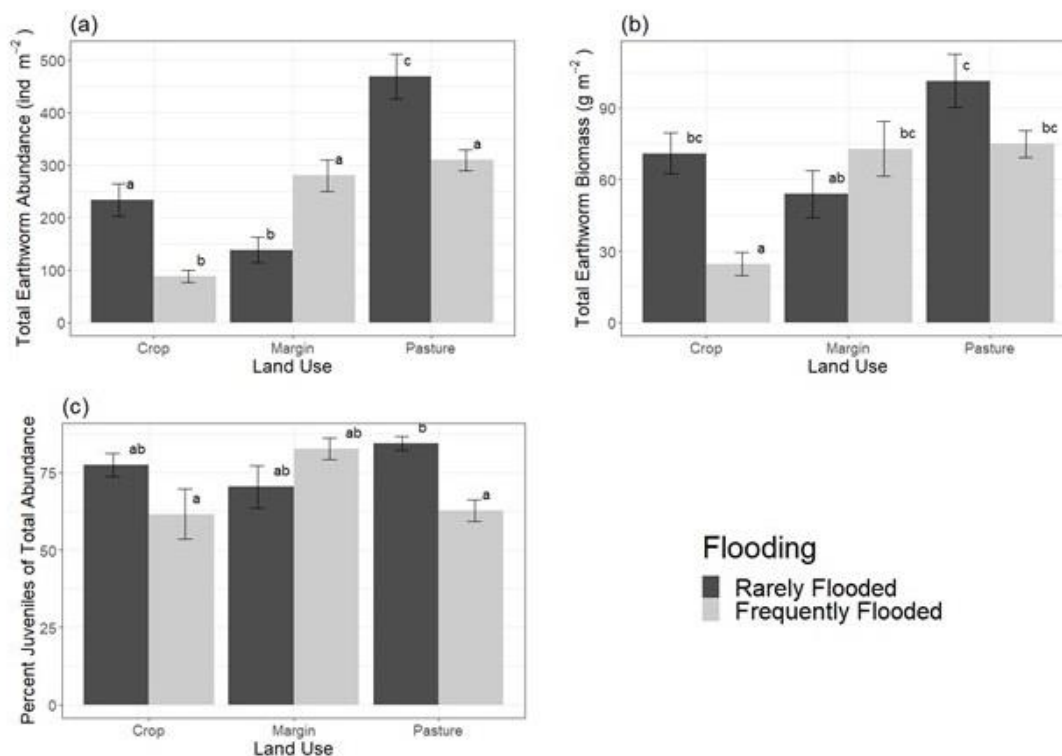 (a)
Total Earthworm Abundance (ind m⁻²)
500
400
300
200
100
0
a
b
b
a
c
a
Crop Margin Pasture
Land Use
(b)
Total Earthworm Biomass (g m⁻²)
90
60
30
0
bc
a
ab
bc
c
bc
Crop Margin Pasture
Land Use
(c)
Percent Juveniles of Total Abundance
75
50
25
0
ab
a
ab
ab
b
a
Crop Margin Pasture
Land Use
Flooding
Rarely Flooded
Frequently Flooded